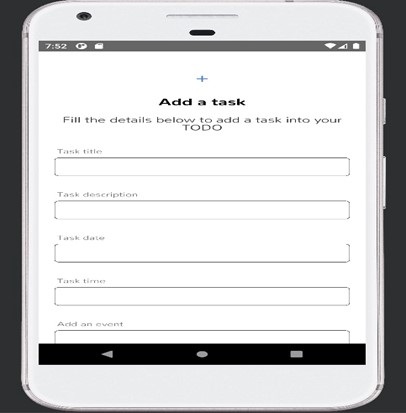 7:52
+
Add a task
Fill the details below to add a task into your
TODO
Task title
Task description
Task date
Task time
Add an event